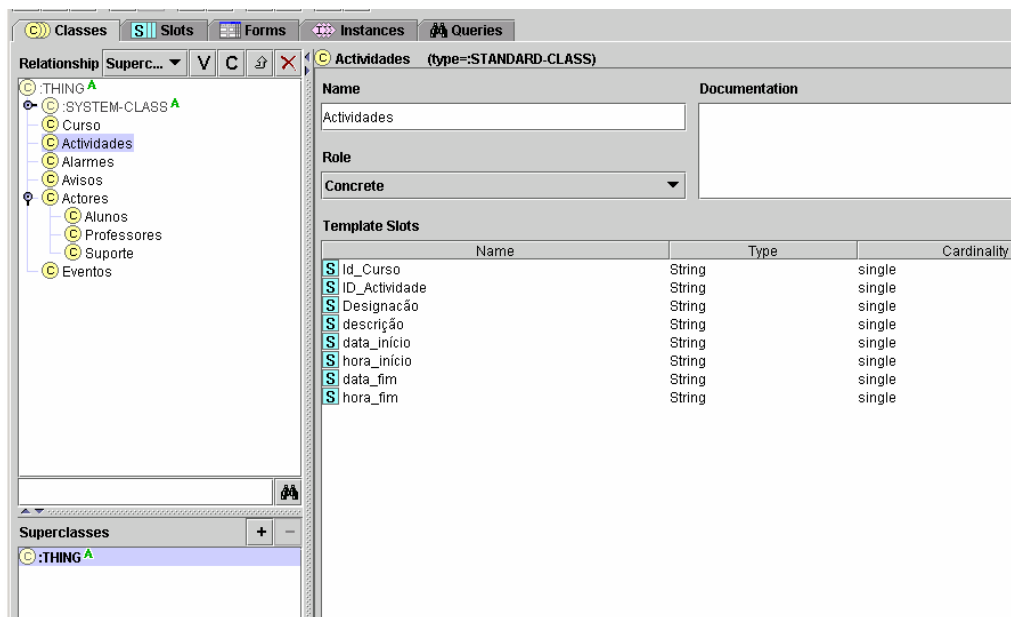 Classes Slots Forms Instances Queries
Relationship Superc... V C
:THING A
:SYSTEM-CLASS A
Curso
Actividades
Alarmes
Avisos
Actores
Alunos
Professores
Suporte
Eventos
Superclasses + −
:THING A
Actividades (type=:STANDARD-CLASS)
Name Documentation
Actividades
Role
Concrete
Template Slots
Name Type Cardinality
S Id_Curso String single
S ID_Actividade String single
S Designacão String single
S descrição String single
S data_início String single
S hora_início String single
S data_fim String single
S hora_fim String single